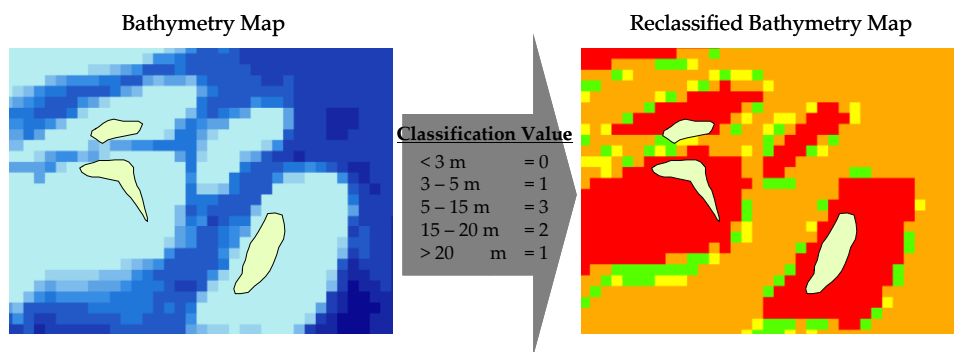 Bathymetry Map
Reclassified Bathymetry Map
Classification Value
< 3 m = 0
3 – 5 m = 1
5 – 15 m = 3
15 – 20 m = 2
> 20 m = 1